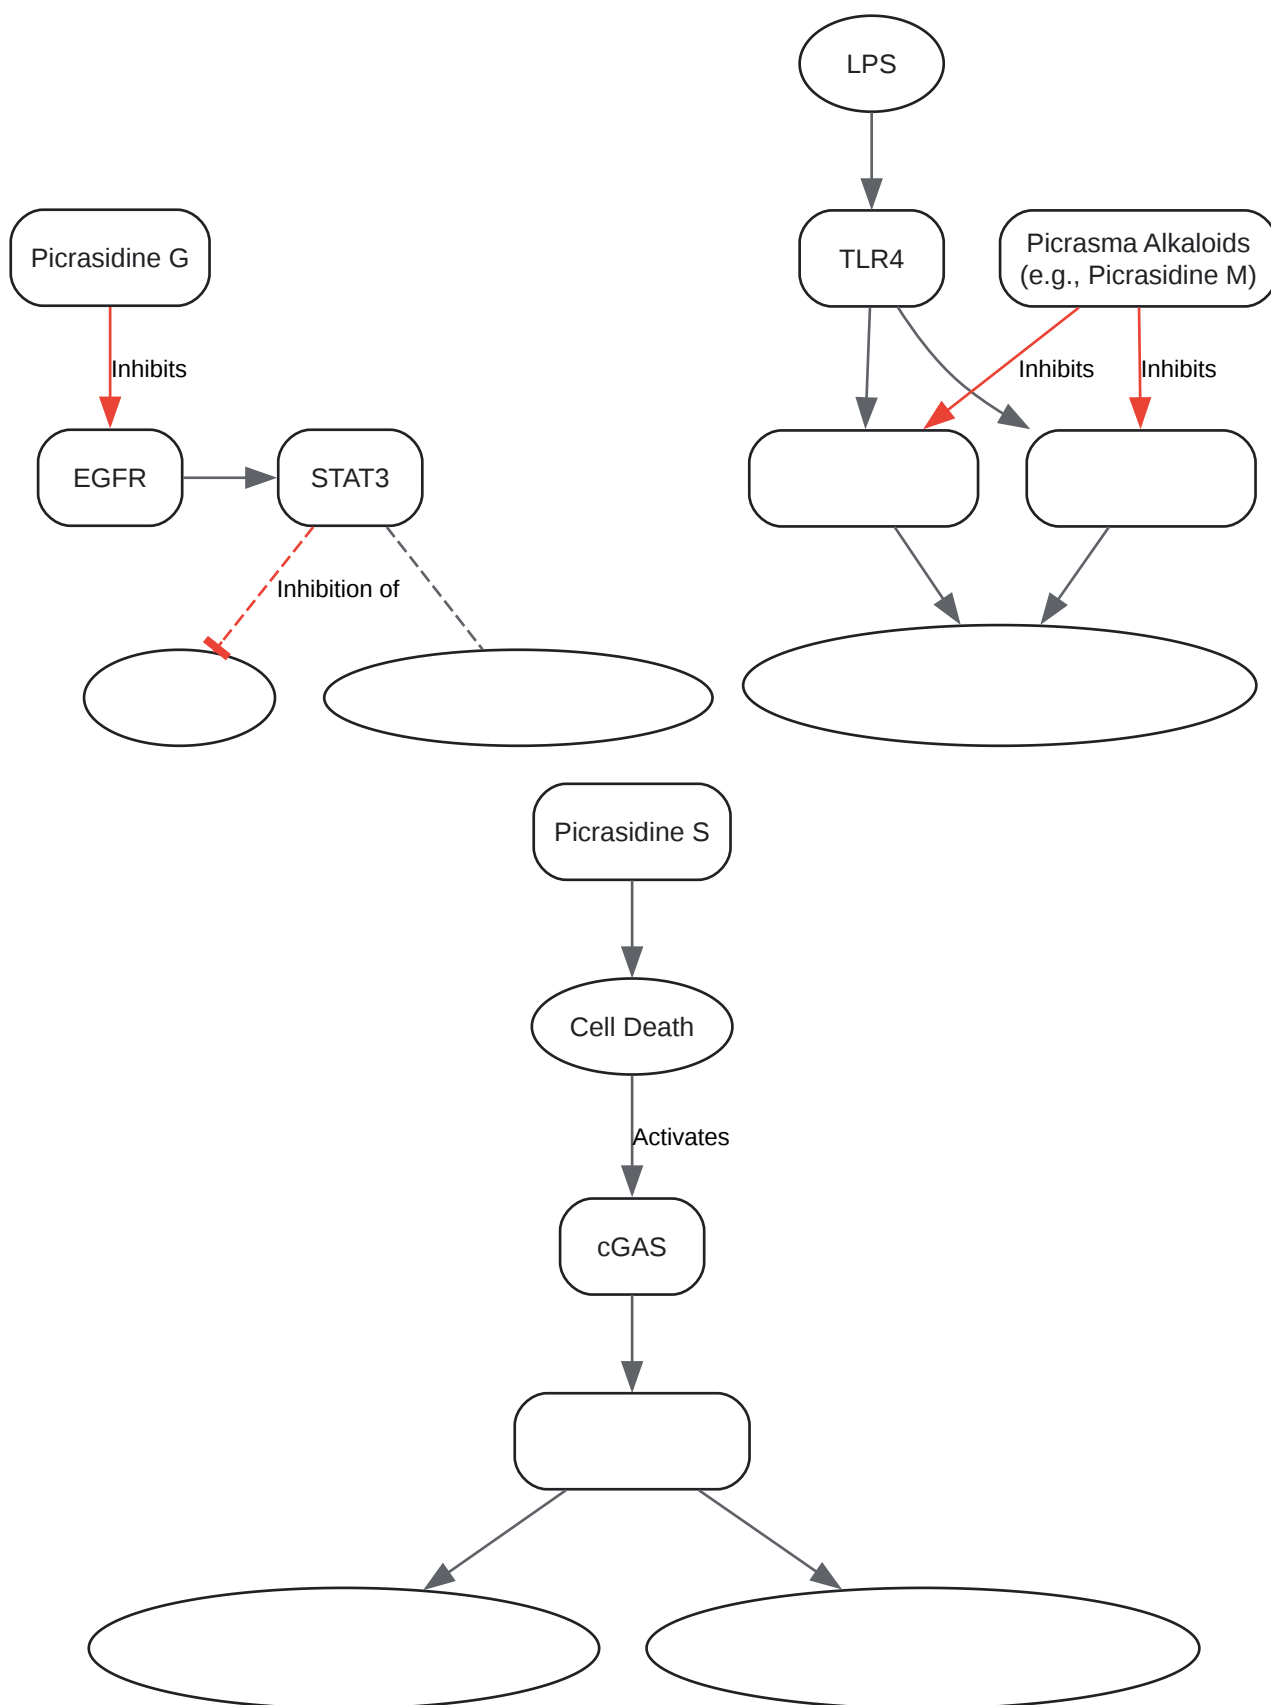 LPS
Picrasidine G
TLR4
Picrasma Alkaloids
(e.g., Picrasidine M)
Inhibits
Inhibits
Inhibits
EGFR
STAT3
Inhibition of
Picrasidine S
Cell Death
Activates
cGAS